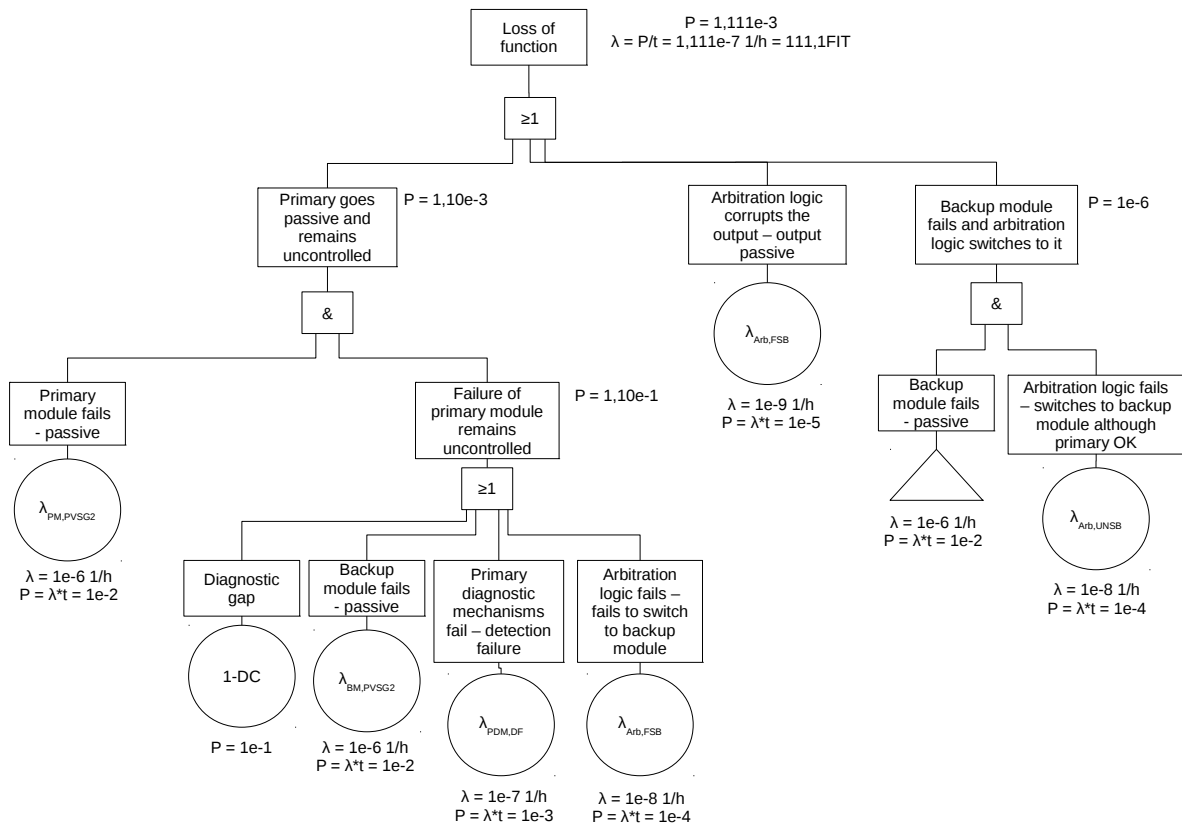 Loss of
function
P = 1,111e-3
λ = P/t = 1,111e-7 1/h = 111,1FIT
≥1
Primary goes
passive and
remains
uncontrolled
P = 1,10e-3
Arbitration logic
corrupts the
output – output
passive
Backup module
fails and arbitration
logic switches to it
P = 1e-6
&
λArb,FSB
λ = 1e-9 1/h
P = λ*t = 1e-5
&
Primary
module fails
- passive
Failure of
primary module
remains
uncontrolled
P = 1,10e-1
Backup
module fails
- passive
Arbitration logic fails
– switches to backup
module although
primary OK
λPM,PVSG2
λ = 1e-6 1/h
P = λ*t = 1e-2
≥1
λ = 1e-6 1/h
P = λ*t = 1e-2
λArb,UNSB
λ = 1e-8 1/h
P = λ*t = 1e-4
Diagnostic
gap
Backup
module fails
- passive
Primary
diagnostic
mechanisms
fail – detection
failure
Arbitration
logic fails –
fails to switch
to backup
module
1-DC
P = 1e-1
λBM,PVSG2
λ = 1e-6 1/h
P = λ*t = 1e-2
λPDM,DF
λ = 1e-7 1/h
P = λ*t = 1e-3
λArb,FSB
λ = 1e-8 1/h
P = λ*t = 1e-4